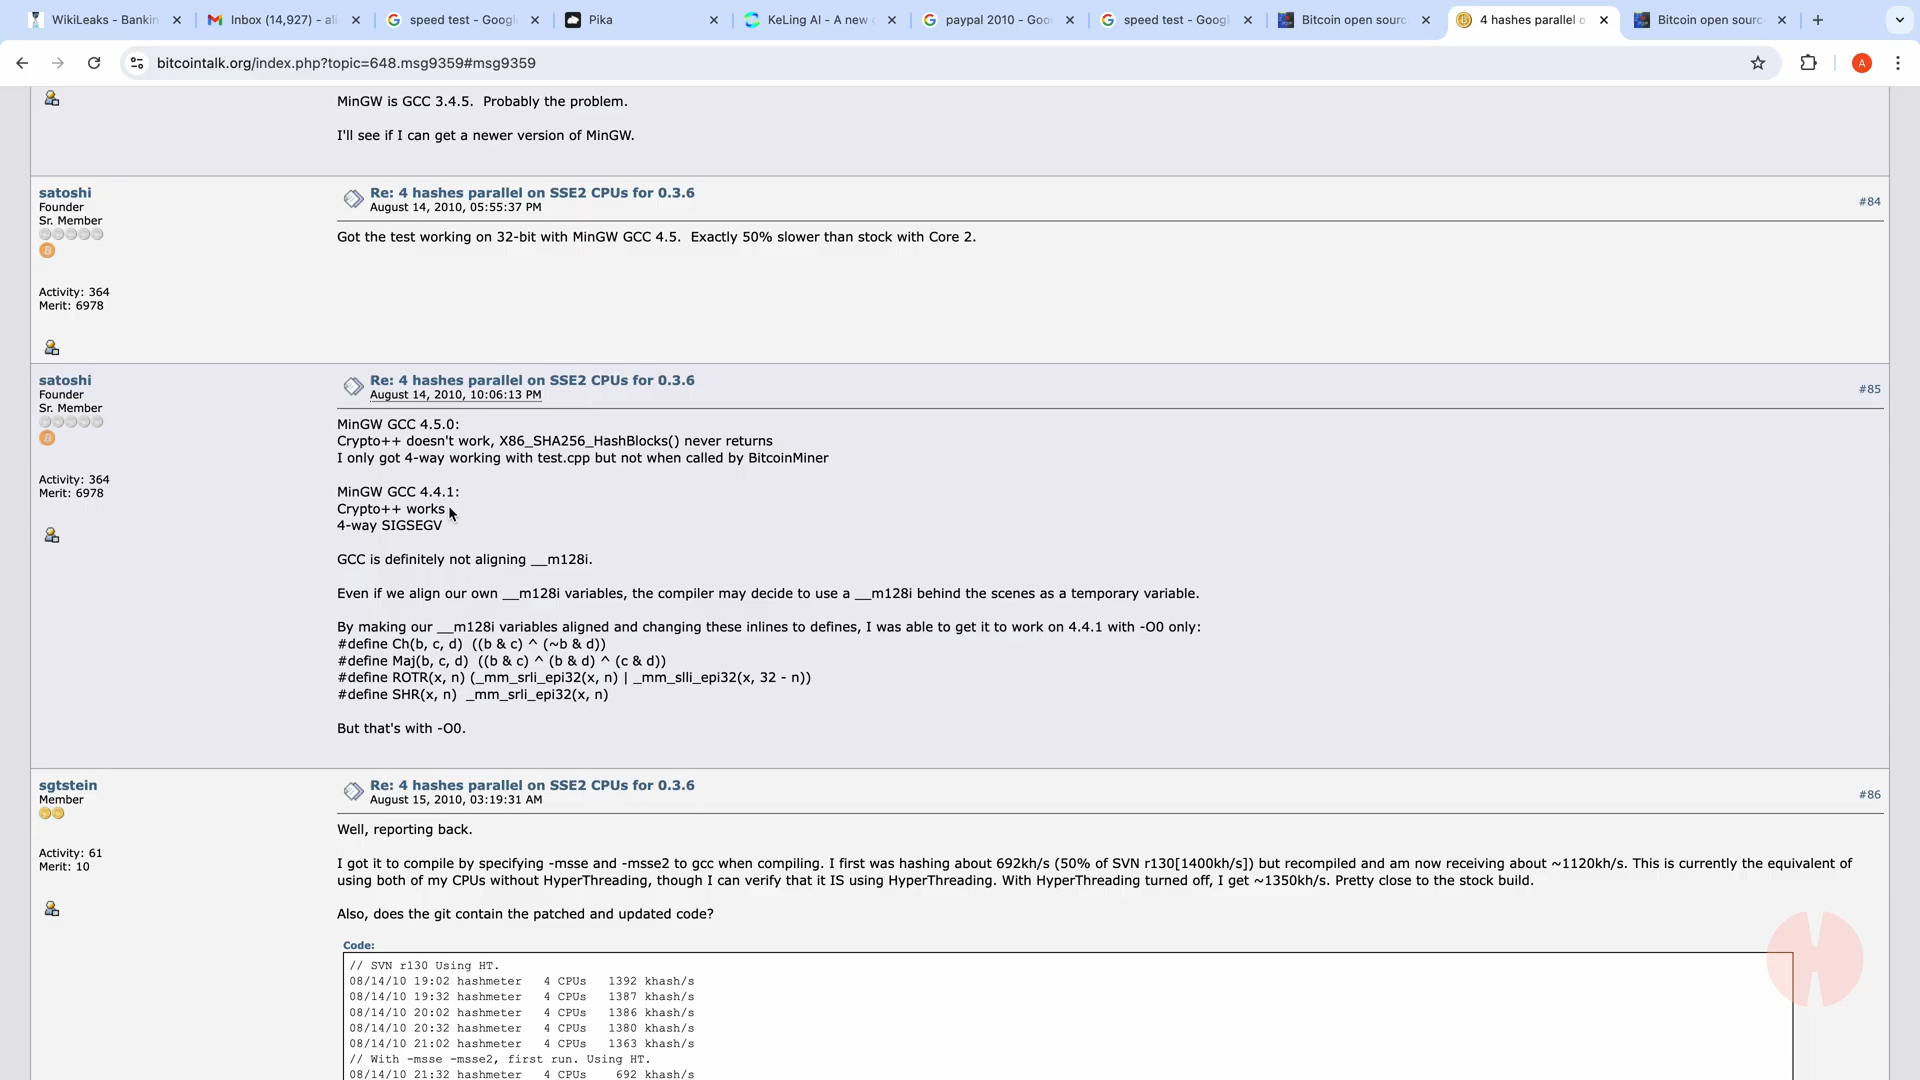 WikiLeaks - Bankin
Inbox (14,927) - ali
speed test - Googl
Pika
KeLing AI - A new
paypal 2010 - Goo
speed test - Googl
Bitcoin open sourc
4 hashes parallel o
Bitcoin open sourc
bitcointalk.org/index.php?topic=648.msg9359#msg9359
A
MinGW is GCC 3.4.5.  Probably the problem.
I'll see if I can get a newer version of MinGW.
satoshi
Founder
Sr. Member
Activity: 364
Merit: 6978
Re: 4 hashes parallel on SSE2 CPUs for 0.3.6
August 14, 2010, 05:55:37 PM
#84
Got the test working on 32-bit with MinGW GCC 4.5.  Exactly 50% slower than stock with Core 2.
satoshi
Founder
Sr. Member
Activity: 364
Merit: 6978
Re: 4 hashes parallel on SSE2 CPUs for 0.3.6
August 14, 2010, 10:06:13 PM
#85
MinGW GCC 4.5.0:
Crypto++ doesn't work, X86_SHA256_HashBlocks() never returns
I only got 4-way working with test.cpp but not when called by BitcoinMiner
MinGW GCC 4.4.1:
Crypto++ works
4-way SIGSEGV
GCC is definitely not aligning __m128i.
Even if we align our own __m128i variables, the compiler may decide to use a __m128i behind the scenes as a temporary variable.
By making our __m128i variables aligned and changing these inlines to defines, I was able to get it to work on 4.4.1 with -O0 only:
#define Ch(b, c, d)  ((b & c) ^ (~b & d))
#define Maj(b, c, d)  ((b & c) ^ (b & d) ^ (c & d))
#define ROTR(x, n) (_mm_srli_epi32(x, n) | _mm_slli_epi32(x, 32 - n))
#define SHR(x, n)  _mm_srli_epi32(x, n)
But that's with -O0.
sgtstein
Member
Activity: 61
Merit: 10
Re: 4 hashes parallel on SSE2 CPUs for 0.3.6
August 15, 2010, 03:19:31 AM
#86
Well, reporting back.
I got it to compile by specifying -msse and -msse2 to gcc when compiling. I first was hashing about 692kh/s (50% of SVN r130[1400kh/s]) but recompiled and am now receiving about ~1120kh/s. This is currently the equivalent of
using both of my CPUs without HyperThreading, though I can verify that it IS using HyperThreading. With HyperThreading turned off, I get ~1350kh/s. Pretty close to the stock build.
Also, does the git contain the patched and updated code?
Code:
// SVN r130 Using HT.
08/14/10 19:02 hashmeter   4 CPUs   1392 khash/s
08/14/10 19:32 hashmeter   4 CPUs   1387 khash/s
08/14/10 20:02 hashmeter   4 CPUs   1386 khash/s
08/14/10 20:32 hashmeter   4 CPUs   1380 khash/s
08/14/10 21:02 hashmeter   4 CPUs   1363 khash/s
// With -msse -msse2, first run. Using HT.
08/14/10 21:32 hashmeter   4 CPUs    692 khash/s